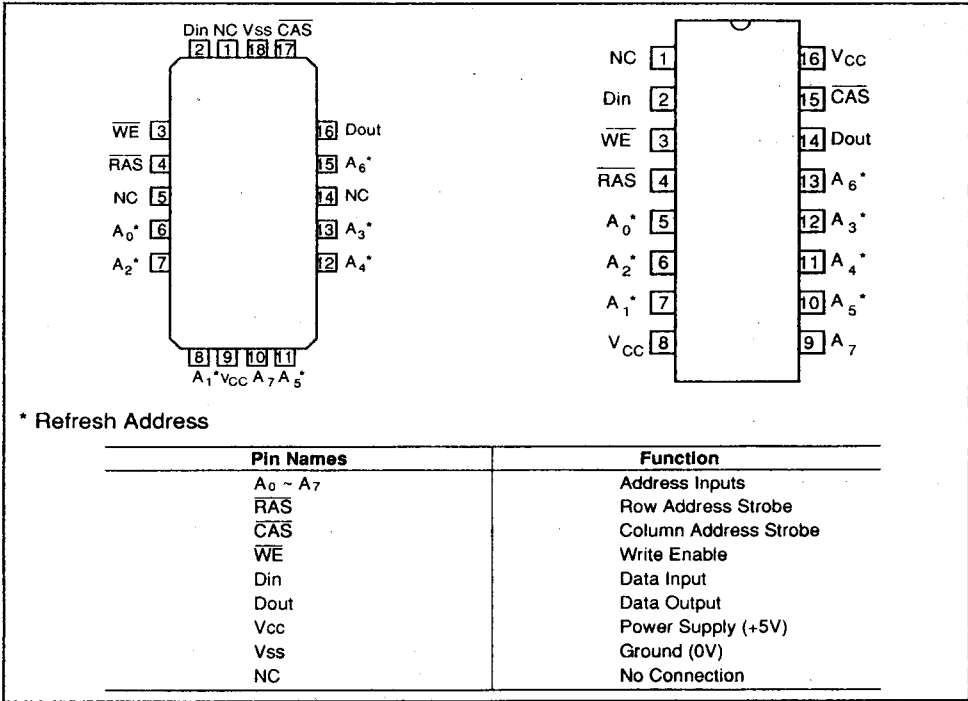 Din NC Vss CAS
2 1 18 17
WE 3
RAS 4
NC 5
A0* 6
A2* 7
16 Dout
15 A6*
14 NC
13 A3*
12 A4*
8 9 10 11
A1* VCC A7 A5*
NC 1
Din 2
WE 3
RAS 4
A0* 5
A2* 6
A1* 7
VCC 8
16 VCC
15 CAS
14 Dout
13 A6*
12 A3*
11 A4*
10 A5*
9 A7
* Refresh Address
Pin Names Function
A0 ~ A7 Address Inputs
RAS Row Address Strobe
CAS Column Address Strobe
WE Write Enable
Din Data Input
Dout Data Output
Vcc Power Supply (+5V)
Vss Ground (0V)
NC No Connection